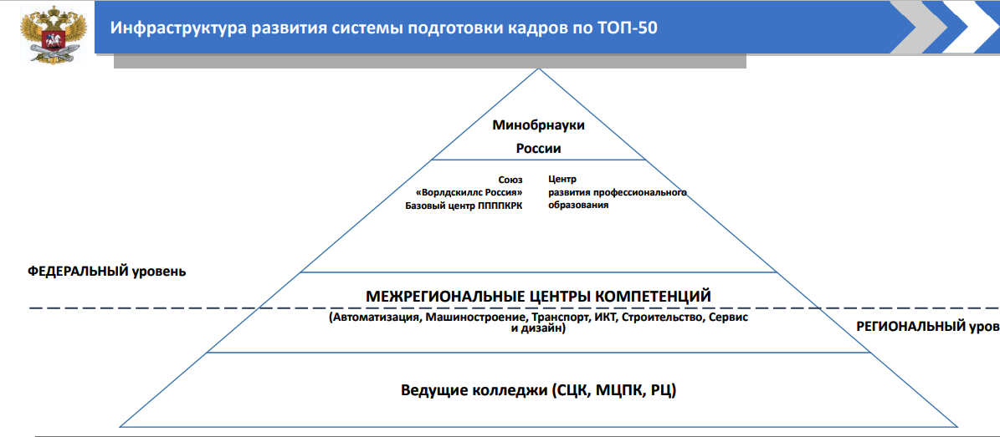 Инфраструктура развития системы подготовки кадров по ТОП-50
Минобрнауки
России
Союз
«Ворлдскиллс Россия»
Базовый центр ППППКРК
Центр
развития профессионального
образования
ФЕДЕРАЛЬНЫЙ уровень
МЕЖРЕГИОНАЛЬНЫЕ ЦЕНТРЫ КОМПЕТЕНЦИЙ
(Автоматизация, Машиностроение, Транспорт, ИКТ, Строительство, Сервис
и дизайн)
РЕГИОНАЛЬНЫЙ уров
Ведущие колледжи (СЦК, МЦПК, РЦ)